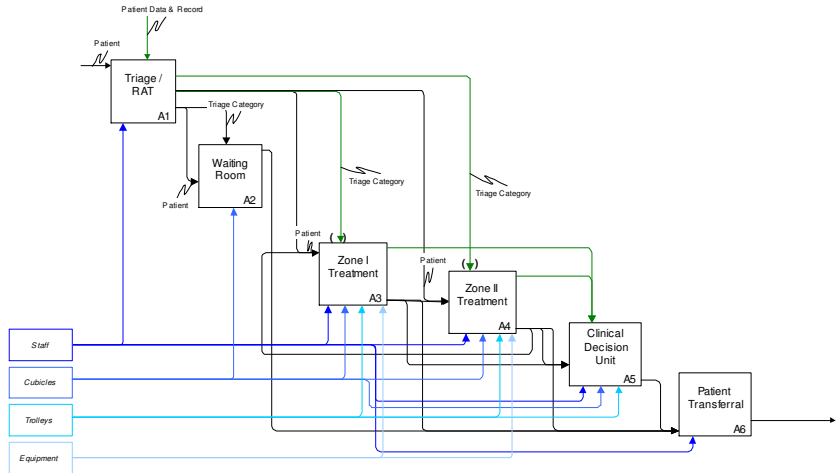 Patient Data & Record
Patient
Triage /
RAT
A1
Triage Category
Waiting
Room
A2
Patient
Triage Category
Triage Category
Patient
( )
Zone I
Treatment
A3
Patient
( )
Zone II
Treatment
A4
Clinical
Decision
Unit
A5
Patient
Transferral
A6
Staff
Cubicles
Trolleys
Equipment